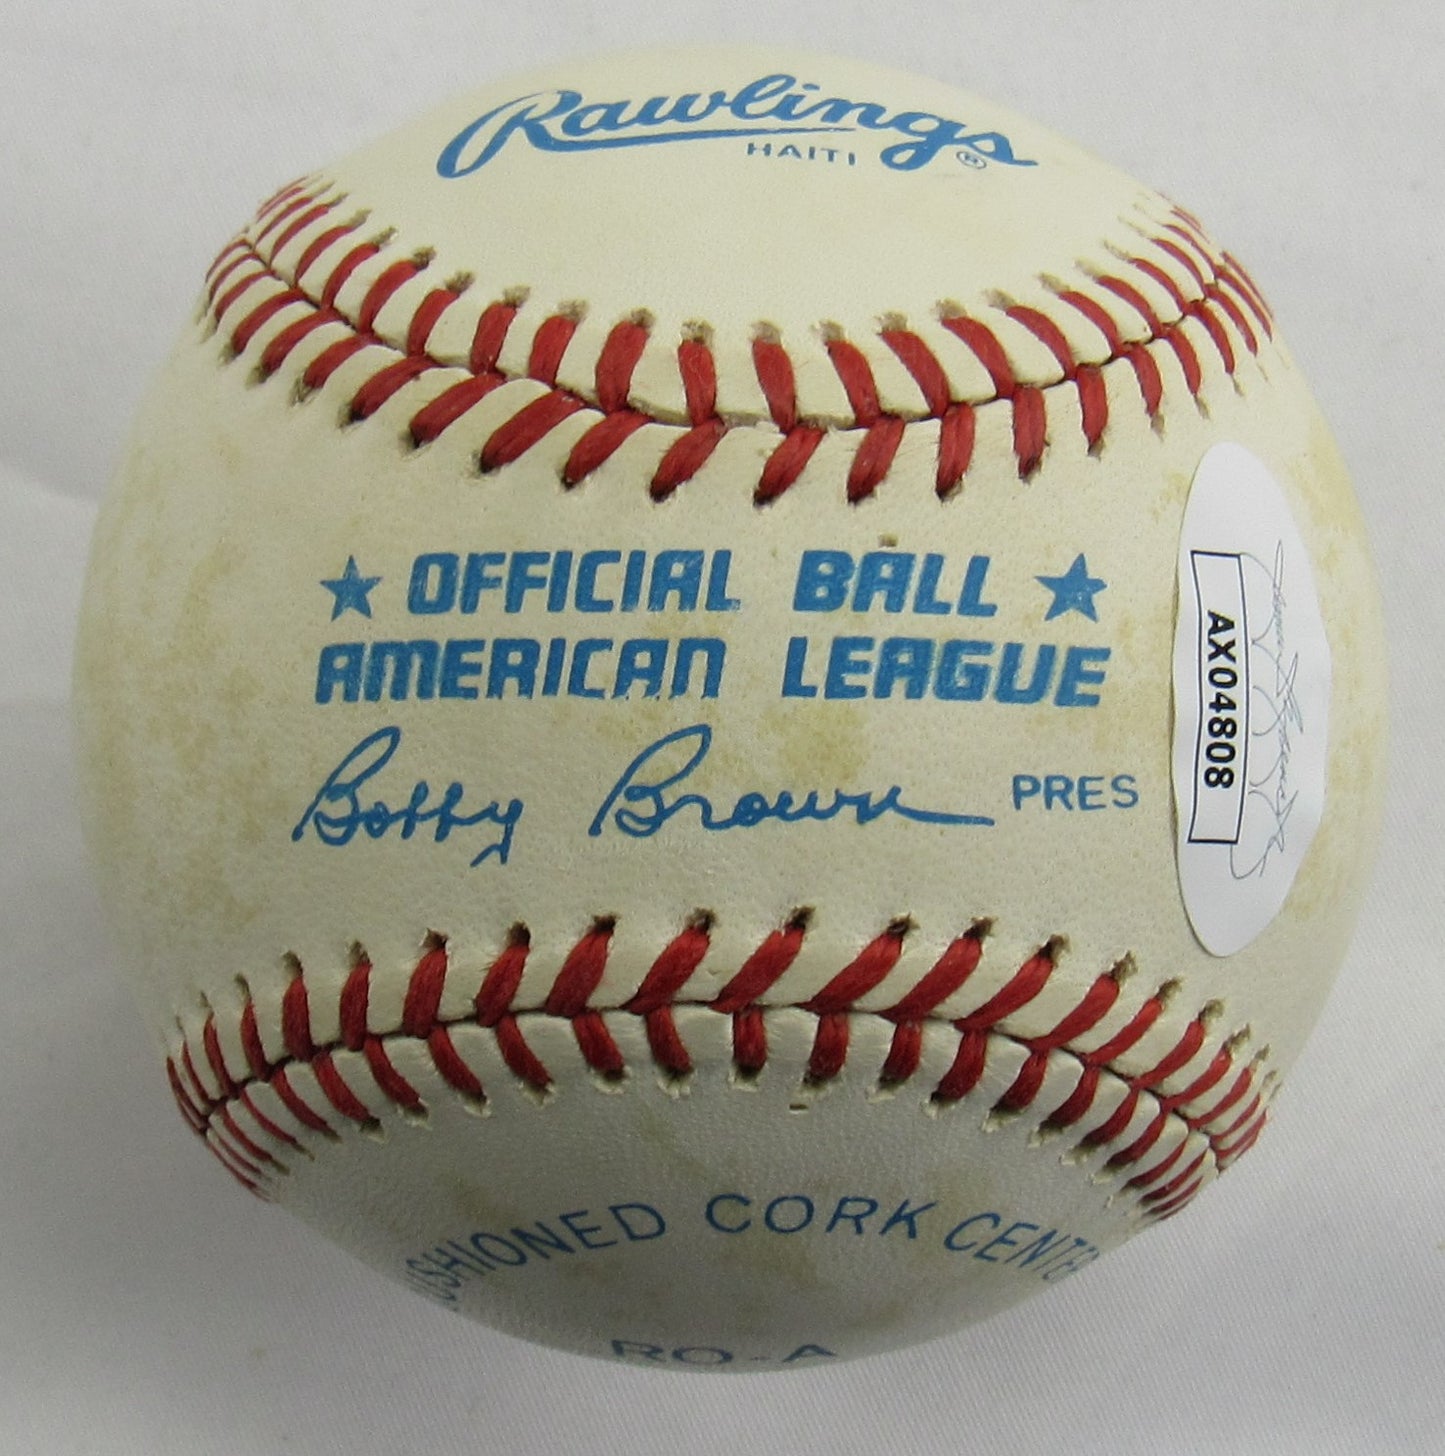 Rawlings ®
HAITI
★ OFFICIAL BALL ★
AMERICAN LEAGUE
Bobby Brown PRES
AX04808
CUSHIONED CORK CENTER
RO-A